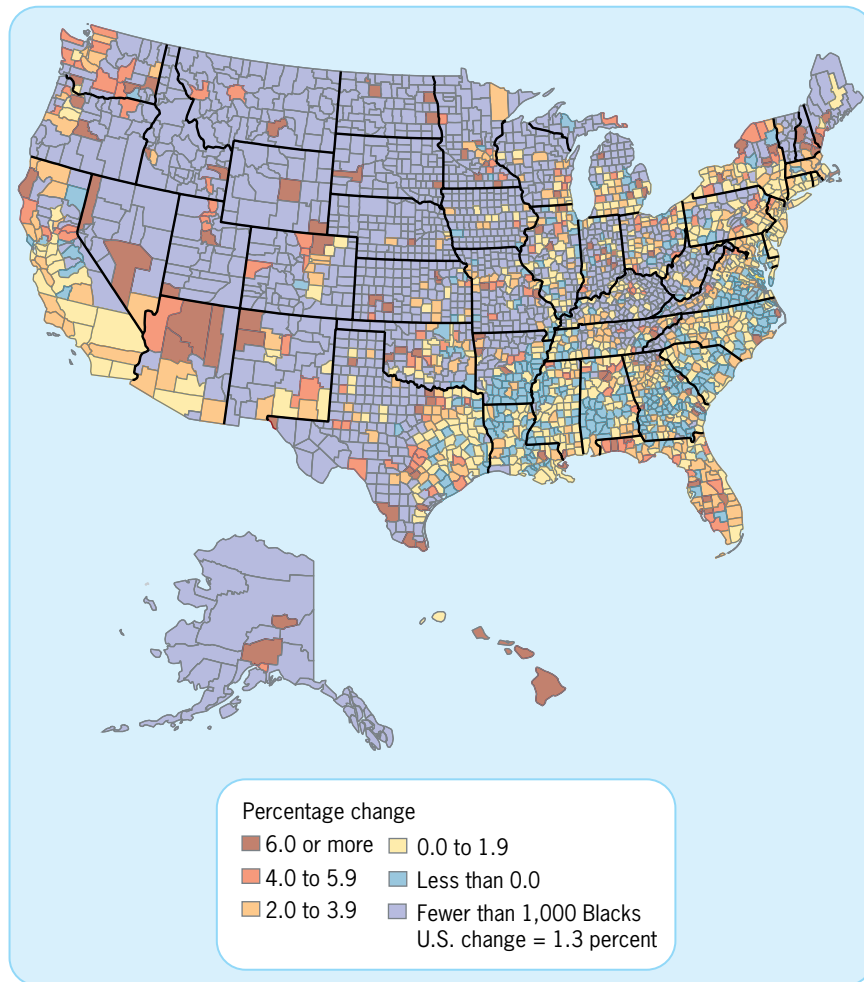 Percentage change
6.0 or more
4.0 to 5.9
2.0 to 3.9
0.0 to 1.9
Less than 0.0
Fewer than 1,000 Blacks
U.S. change = 1.3 percent